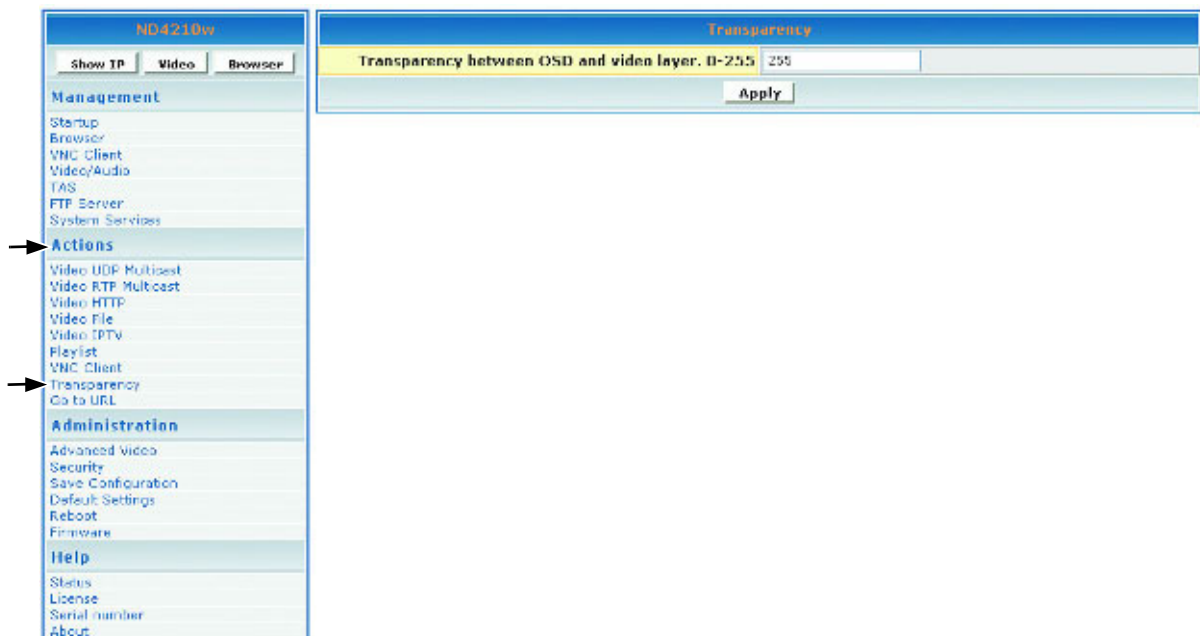 ND4210w
Show IP Video Browser
Management
Startup
Browser
VNC Client
Video/Audio
TAS
FTP Server
System Services
Actions
Video UDP Multicast
Video RTP Multicast
Video HTTP
Video File
Video IPTV
Playlist
VNC Client
Transparency
Go to URL
Administration
Advanced Video
Security
Save Configuration
Default Settings
Reboot
Firmware
Help
Status
License
Serial number
About
Transparency
Transparency between OSD and video layer. 0-255 255
Apply